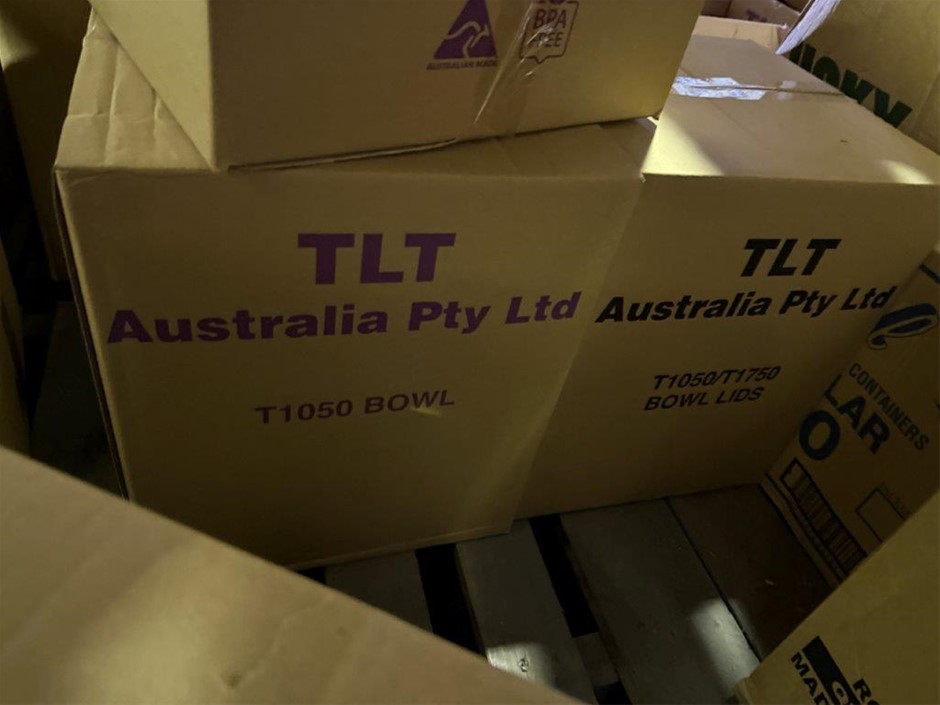 AUSTRALIAN MADE
BPA
FREE
TLT
Australia Pty Ltd
T1050 BOWL
TLT
Australia Pty Ltd
T1050/T1750
BOWL LIDS
CONTAINERS
LAR
O